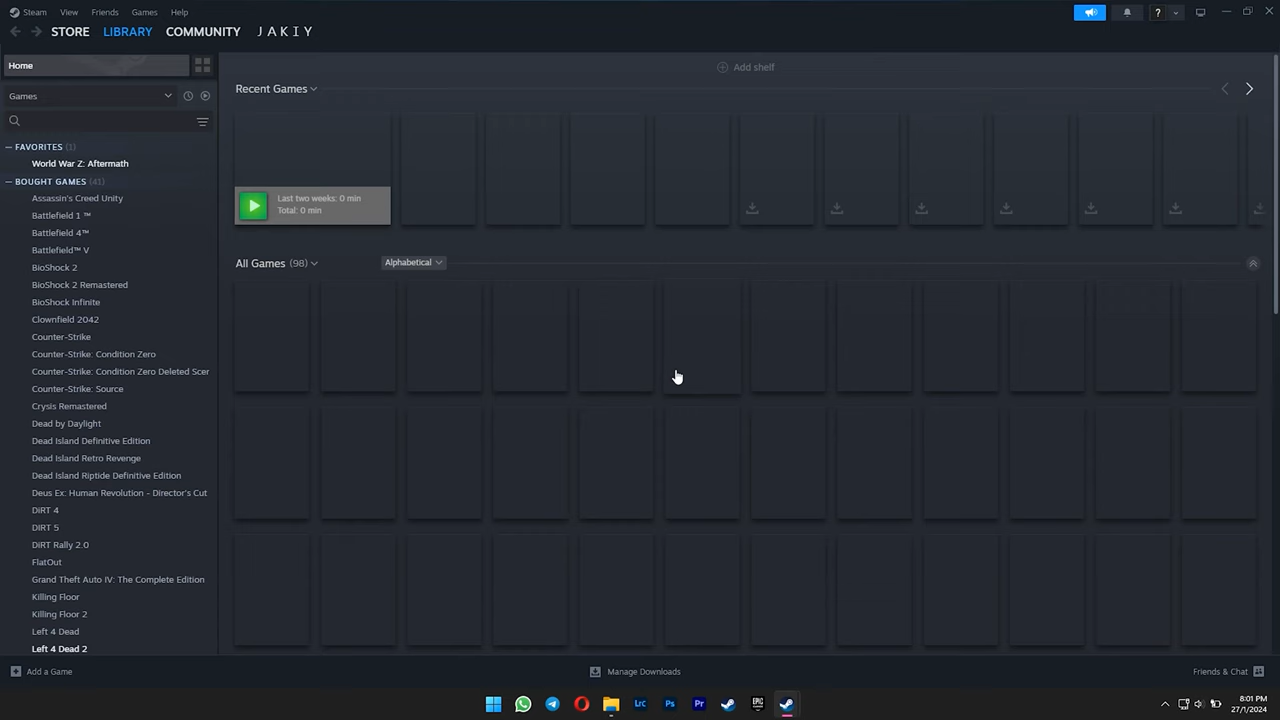 Steam View Friends Games Help
STORE LIBRARY COMMUNITY J A K I Y
Home
Add shelf
Games
Recent Games
FAVORITES (1)
World War Z: Aftermath
BOUGHT GAMES (41)
Assassin's Creed Unity
Last two weeks: 0 min
Total: 0 min
Battlefield 1 ™
Battlefield 4™
Battlefield™ V
All Games (98) Alphabetical
BioShock 2
BioShock 2 Remastered
BioShock Infinite
Clownfield 2042
Counter-Strike
Counter-Strike: Condition Zero
Counter-Strike: Condition Zero Deleted Scer
Counter-Strike: Source
Crysis Remastered
Dead by Daylight
Dead Island Definitive Edition
Dead Island Retro Revenge
Dead Island Riptide Definitive Edition
Deus Ex: Human Revolution - Director's Cut
DiRT 4
DIRT 5
DiRT Rally 2.0
FlatOut
Grand Theft Auto IV: The Complete Edition
Killing Floor
Killing Floor 2
Left 4 Dead
Left 4 Dead 2
Add a Game Manage Downloads Friends & Chat
Lrc Ps Pr EPIC
8:01 PM
27/1/2024